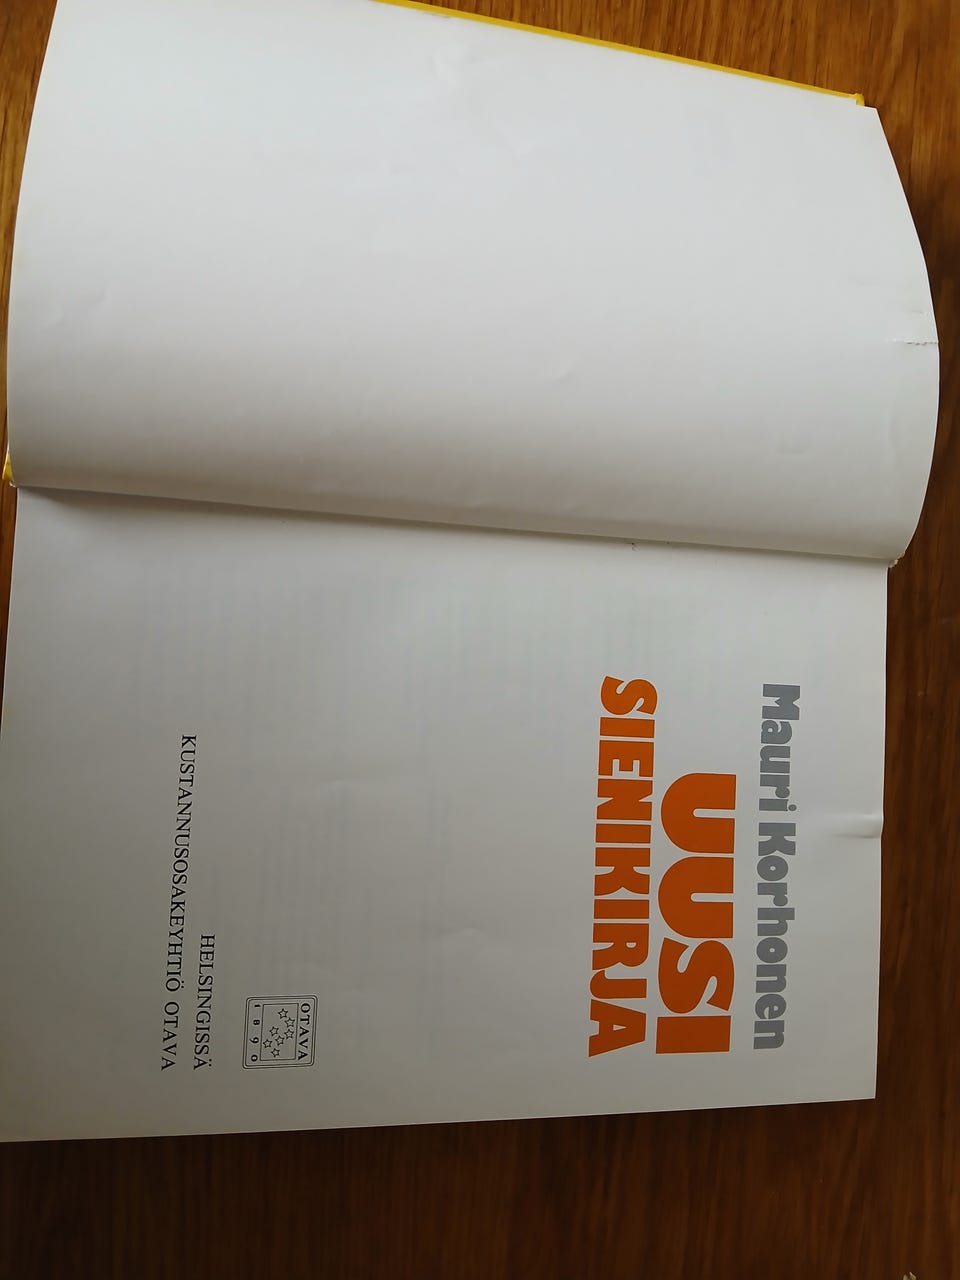 Mauri Korhonen
UUSI
SIENIKIRJA
OTAVA
1890
HELSINGISSÄ
KUSTANNUSOSAKEYHTIÖ OTAVA